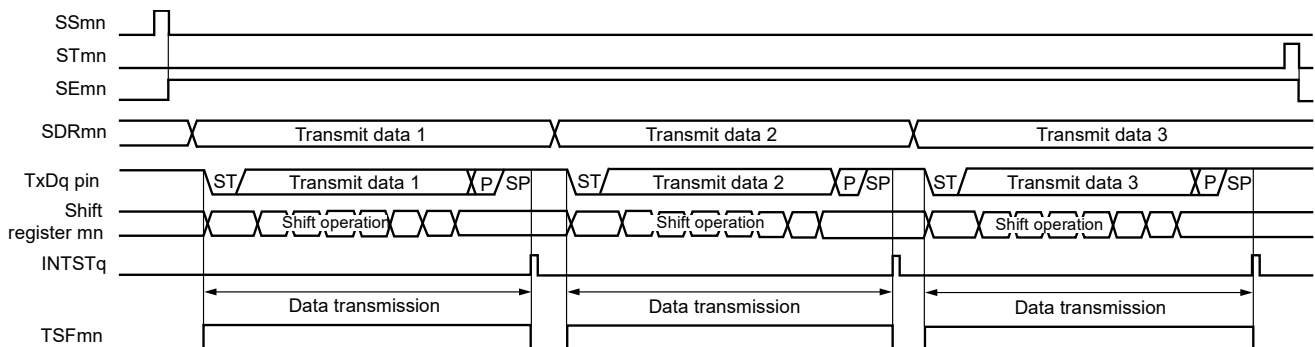 SSmn
STmn
SEmn
SDRmn Transmit data 1 Transmit data 2 Transmit data 3
TxDq pin ST Transmit data 1 P SP ST Transmit data 2 P SP ST Transmit data 3 P SP
Shift
register mn Shift operation Shift operation Shift operation
INTSTq
Data transmission Data transmission Data transmission
TSFmn